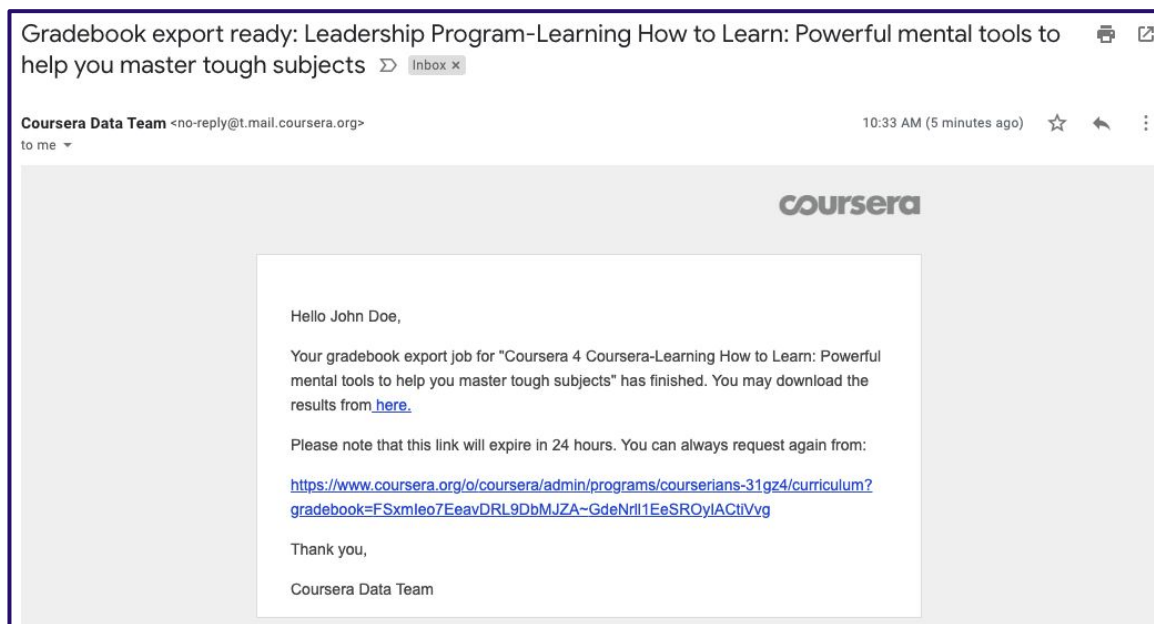 Gradebook export ready: Leadership Program-Learning How to Learn: Powerful mental tools to
help you master tough subjects Inbox ×
Coursera Data Team <no-reply@t.mail.coursera.org> 10:33 AM (5 minutes ago)
to me
coursera
Hello John Doe,
Your gradebook export job for "Coursera 4 Coursera-Learning How to Learn: Powerful
mental tools to help you master tough subjects" has finished. You may download the
results from here.
Please note that this link will expire in 24 hours. You can always request again from:
https://www.coursera.org/o/coursera/admin/programs/courserians-31gz4/curriculum?
gradebook=FSxmIeo7EeavDRL9DbMJZA~GdeNrlI1EeSROyIACtiVvg
Thank you,
Coursera Data Team